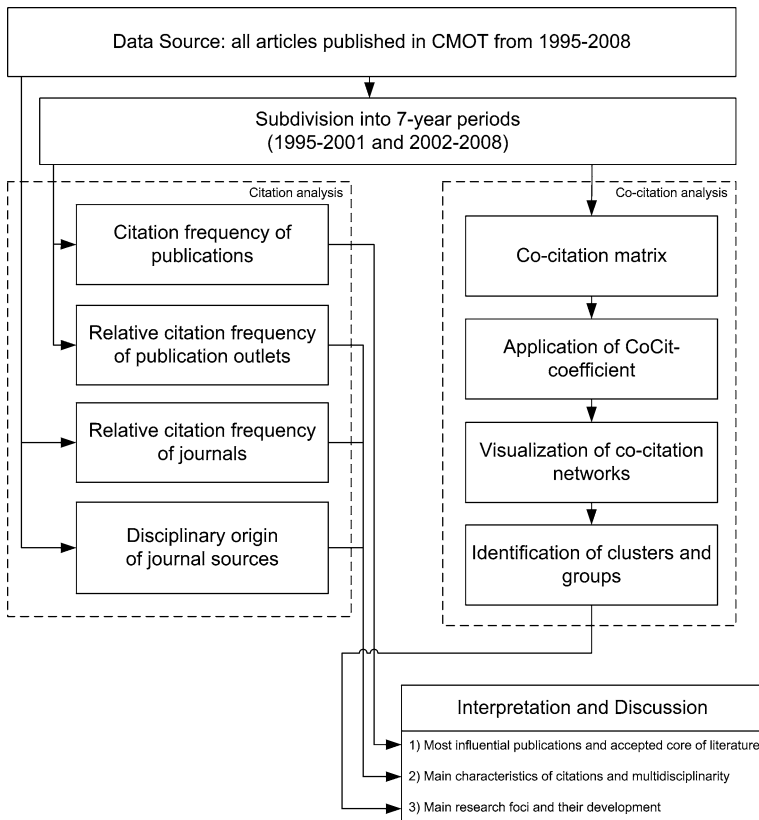 Data Source: all articles published in CMOT from 1995-2008
Subdivision into 7-year periods
(1995-2001 and 2002-2008)
Citation analysis
Citation frequency of
publications
Relative citation frequency
of publication outlets
Relative citation frequency
of journals
Disciplinary origin
of journal sources
Co-citation analysis
Co-citation matrix
Application of CoCit-
coefficient
Visualization of co-citation
networks
Identification of clusters and
groups
Interpretation and Discussion
1) Most influential publications and accepted core of literature
2) Main characteristics of citations and multidisciplinarity
3) Main research foci and their development